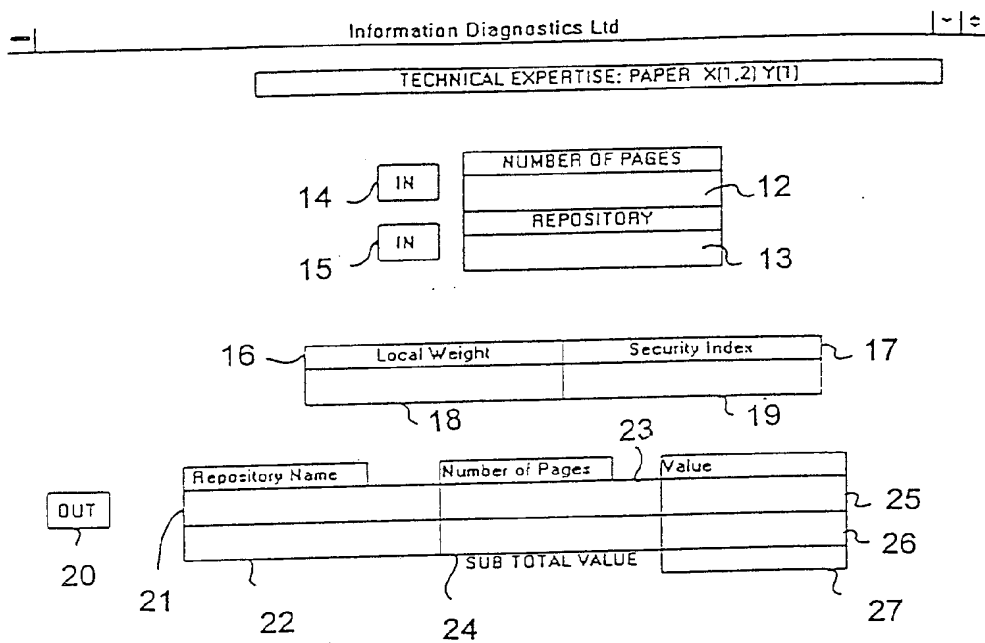 Information Diagnostics Ltd
TECHNICAL EXPERTISE: PAPER X(1,2) Y(1)
NUMBER OF PAGES
14 IN 12
REPOSITORY
15 IN 13
16 Local Weight Security Index 17
18 19
23
Repository Name Number of Pages Value
OUT 25
26
20 21 SUB TOTAL VALUE
22 24 27